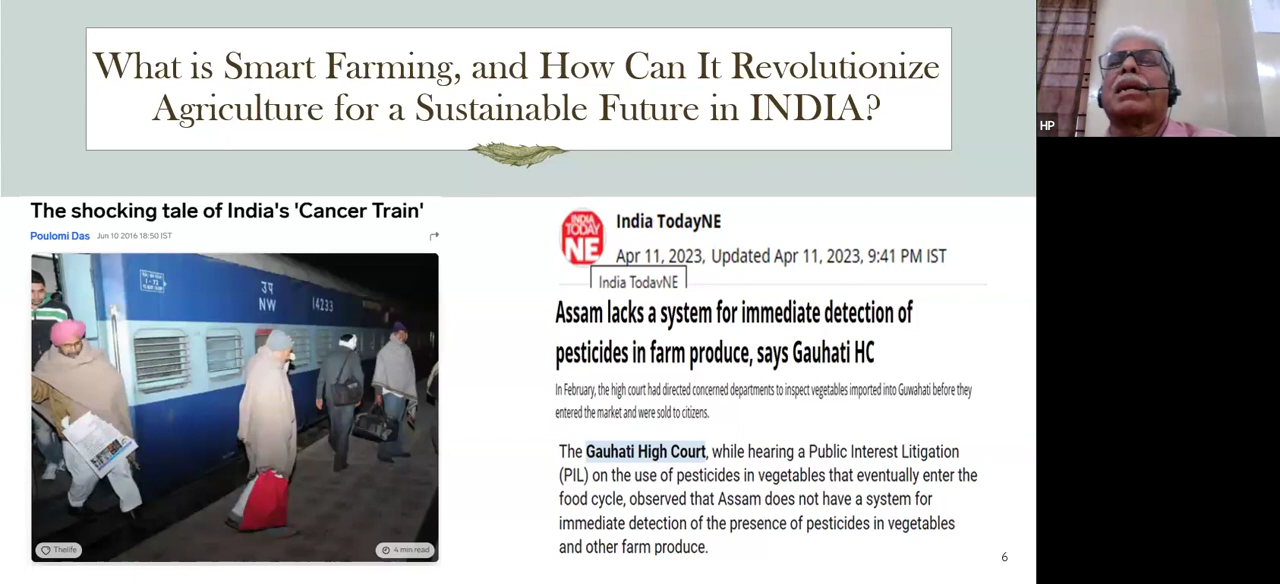 What is Smart Farming, and How Can It Revolutionize
Agriculture for a Sustainable Future in INDIA?
HP
The shocking tale of India's 'Cancer Train'
Poulomi Das Jun 10 2016 18:50 IST
उप
NW 14233
Thelife
4 min read
INDIA
TODAY
NE
India TodayNE
Apr 11, 2023, Updated Apr 11, 2023, 9:41 PM IST
India TodayNE
Assam lacks a system for immediate detection of
pesticides in farm produce, says Gauhati HC
In February, the high court had directed concerned departments to inspect vegetables imported into Guwahati before they
entered the market and were sold to citizens.
The Gauhati High Court, while hearing a Public Interest Litigation
(PIL) on the use of pesticides in vegetables that eventually enter the
food cycle, observed that Assam does not have a system for
immediate detection of the presence of pesticides in vegetables
and other farm produce.
6